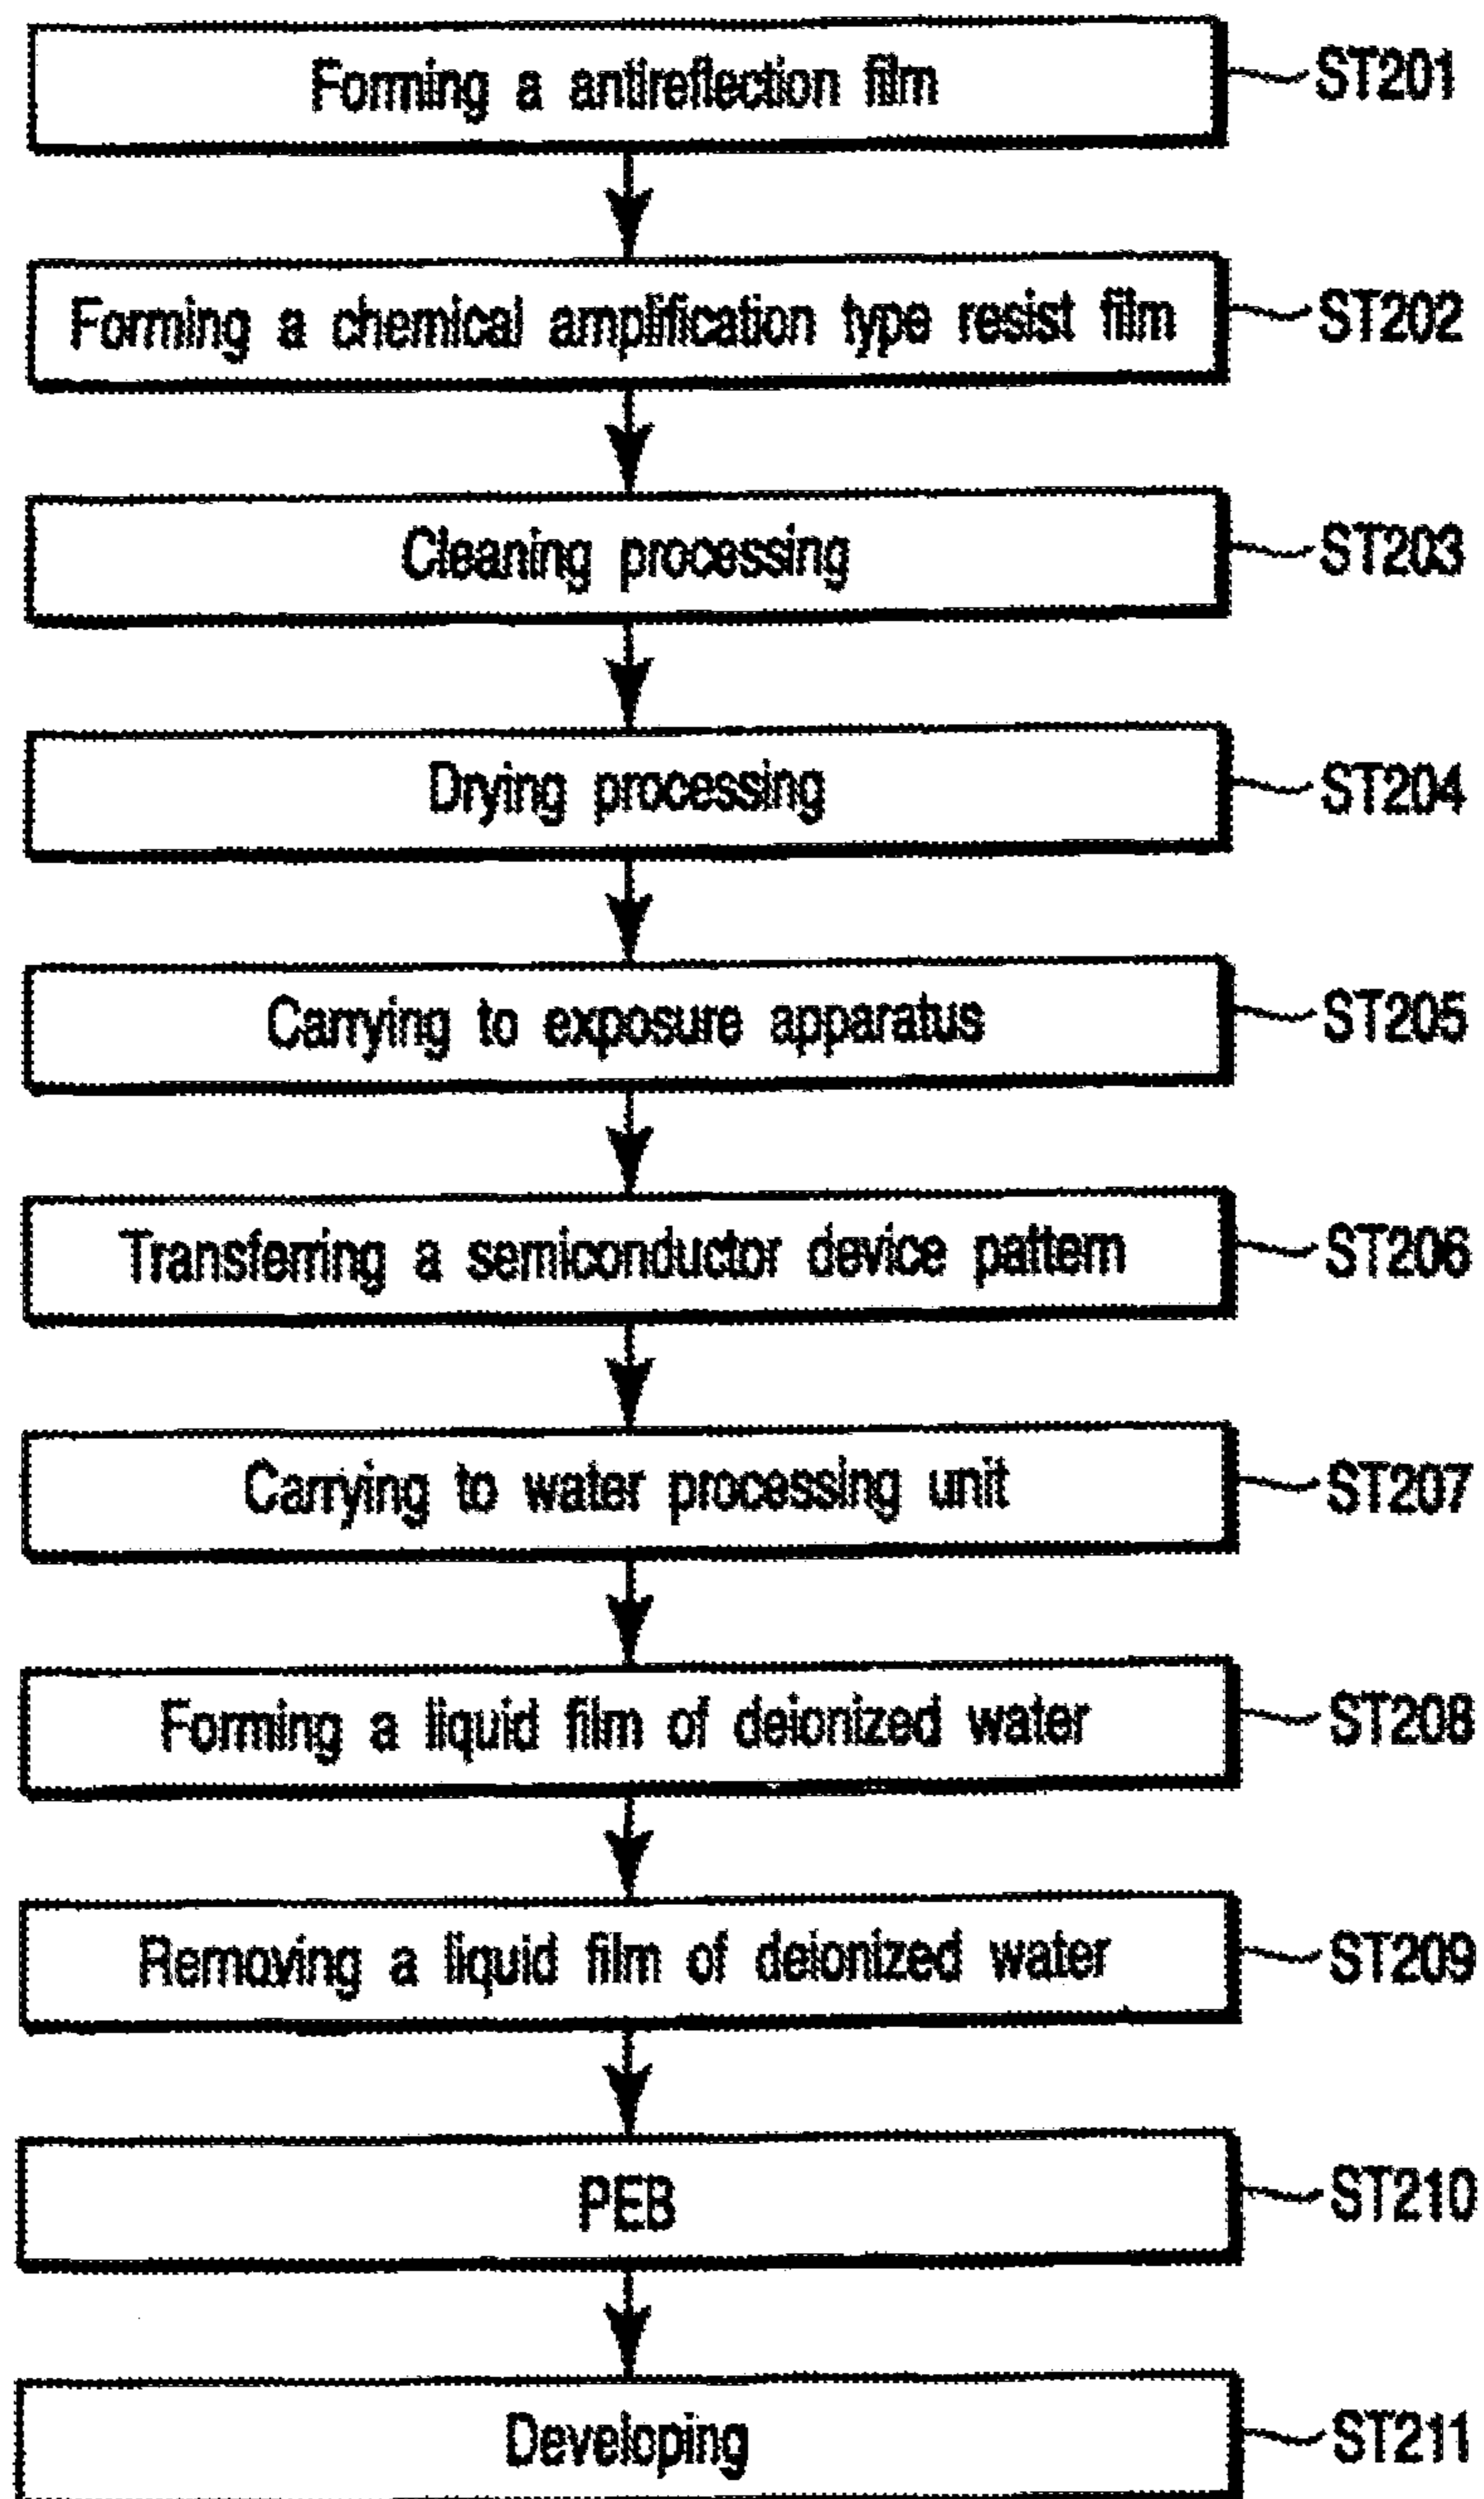 Forming a antireflection film ST201
Forming a chemical amplification type resist film ST202
Cleaning processing ST203
Drying processing ST204
Carrying to exposure apparatus ST205
Transferring a semiconductor device pattern ST206
Carrying to water processing unit ST207
Forming a liquid film of deionized water ST208
Removing a liquid film of deionized water ST209
PEB ST210
Developing ST211